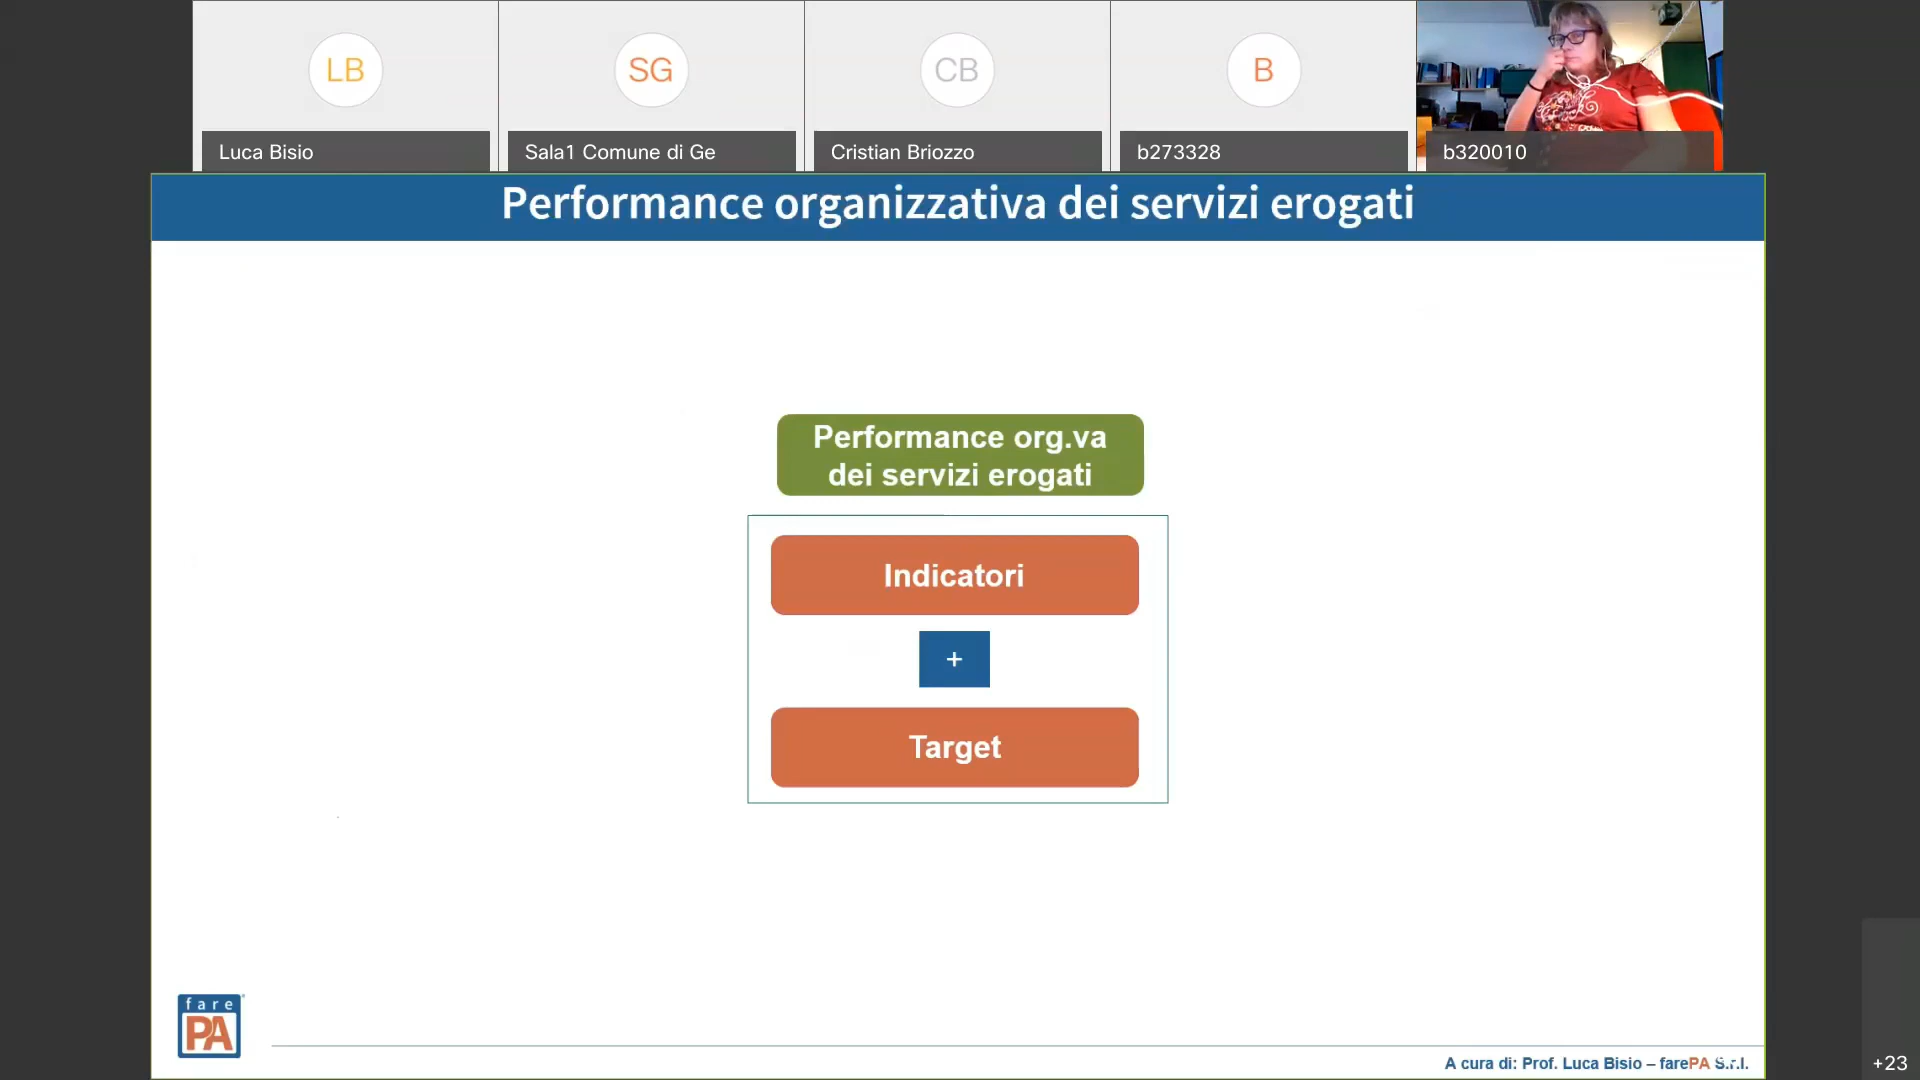 LB
SG
CB
B
Luca Bisio
Sala1 Comune di Ge
Cristian Briozzo
b273328
b320010
Performance organizzativa dei servizi erogati
Performance org.va
dei servizi erogati
Indicatori
+
Target
fare
PA
A cura di: Prof. Luca Bisio – farePA S.r.l.
+23